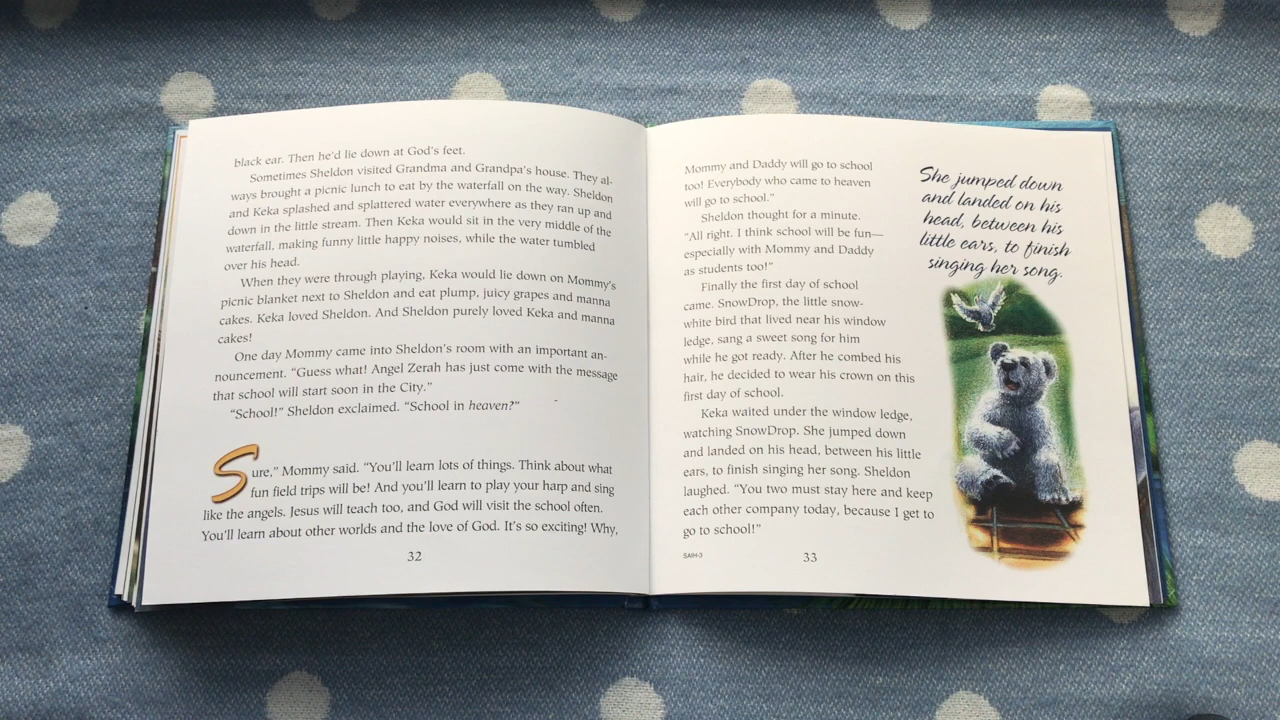 black ear. Then he'd lie down at God's feet.
Sometimes Sheldon visited Grandma and Grandpa's house. They al-
ways brought a picnic lunch to eat by the waterfall on the way. Sheldon
and Keka splashed and splattered water everywhere as they ran up and
down in the little stream. Then Keka would sit in the very middle of the
waterfall, making funny little happy noises, while the water tumbled
over his head.
When they were through playing, Keka would lie down on Mommy's
picnic blanket next to Sheldon and eat plump, juicy grapes and manna
cakes. Keka loved Sheldon. And Sheldon purely loved Keka and manna
cakes!
One day Mommy came into Sheldon's room with an important an-
nouncement. “Guess what! Angel Zerah has just come with the message
that school will start soon in the City.”
“School!” Sheldon exclaimed. “School in heaven?”
Sure,” Mommy said. “You'll learn lots of things. Think about what
fun field trips will be! And you'll learn to play your harp and sing
like the angels. Jesus will teach too, and God will visit the school often.
You'll learn about other worlds and the love of God. It's so exciting! Why,
32
Mommy and Daddy will go to school
too! Everybody who came to heaven
will go to school.”
Sheldon thought for a minute.
“All right. I think school will be fun—
especially with Mommy and Daddy
as students too!”
Finally the first day of school
came. SnowDrop, the little snow-
white bird that lived near his window
ledge, sang a sweet song for him
while he got ready. After he combed his
hair, he decided to wear his crown on this
first day of school.
Keka waited under the window ledge,
watching SnowDrop. She jumped down
and landed on his head, between his little
ears, to finish singing her song. Sheldon
laughed. “You two must stay here and keep
each other company today, because I get to
go to school!”
SAIH-3
33
She jumped down
and landed on his
head, between his
little ears, to finish
singing her song.